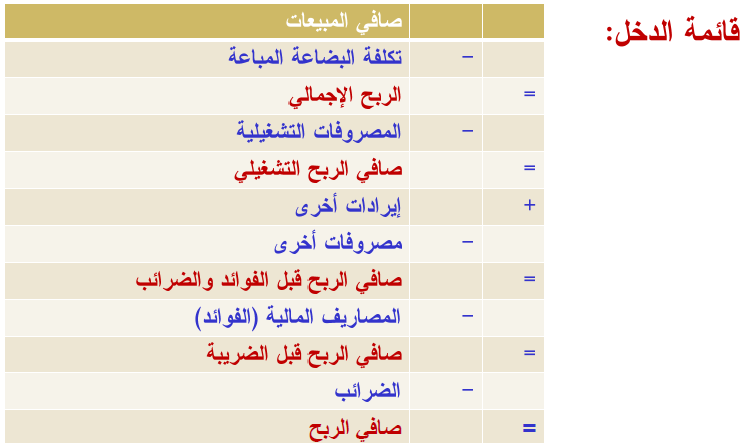 قائمة الدخل:
صافي المبيعات
− تكلفة البضاعة المباعة
= الربح الإجمالي
− المصروفات التشغيلية
= صافي الربح التشغيلي
+ إيرادات أخرى
− مصروفات أخرى
= صافي الربح قبل الفوائد والضرائب
− المصاريف المالية (الفوائد)
= صافي الربح قبل الضريبة
− الضرائب
= صافي الربح